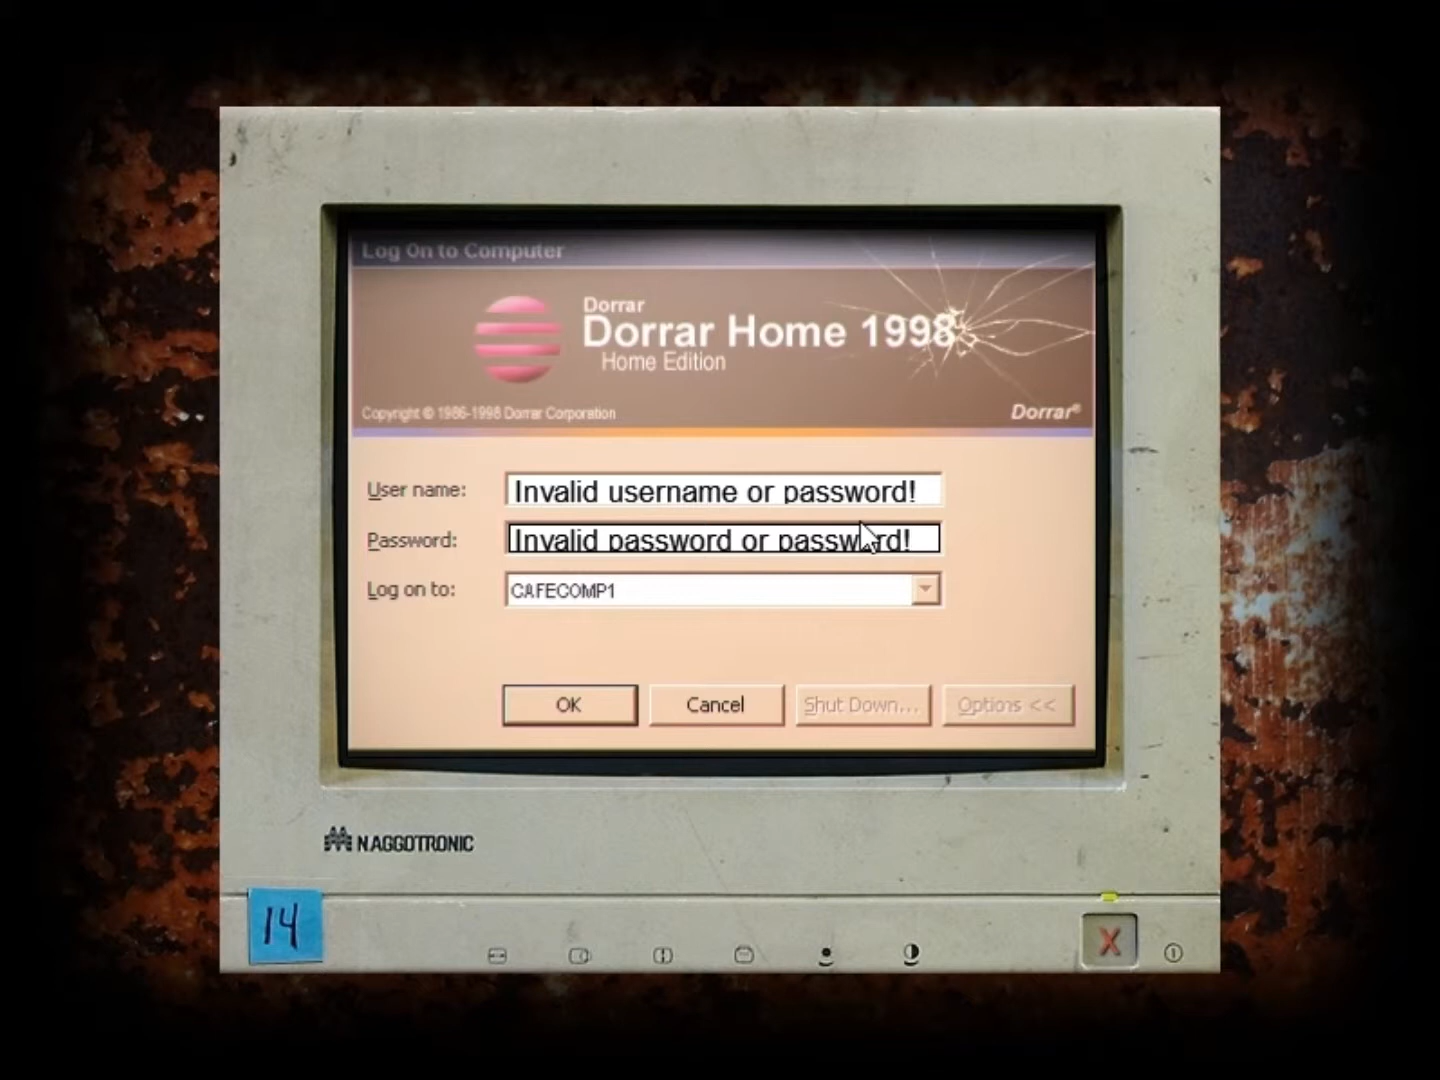 Log On to Computer
Dorrar
Dorrar Home 1998
Home Edition
Copyright © 1986-1998 Dorrar Corporation
Dorrar®
User name:
Invalid username or password!
Password:
Invalid password or password!
Log on to:
CAFECOMP1
OK
Cancel
Shut Down...
Options <<
NAGGOTRONIC
14
X